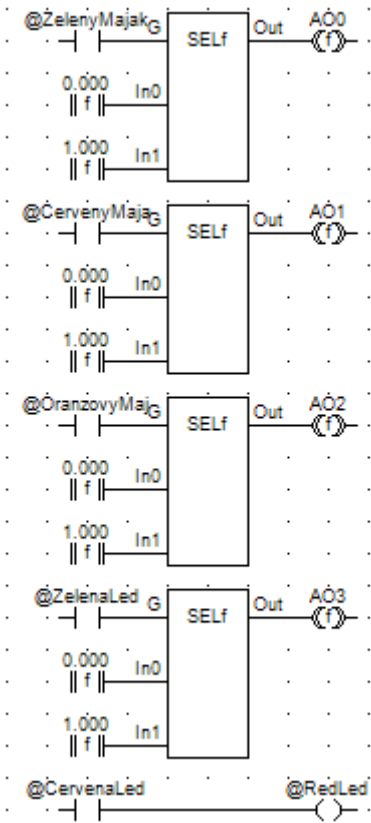 @ZelenyMajak G SELf Out AO0
f
0.000 In0
f
1.000 In1
f
@CervenyMaja G SELf Out AO1
f
0.000 In0
f
1.000 In1
f
@OranzovyMaj G SELf Out AO2
f
0.000 In0
f
1.000 In1
f
@ZelenaLed G SELf Out AO3
f
0.000 In0
f
1.000 In1
f
@CervenaLed @RedLed